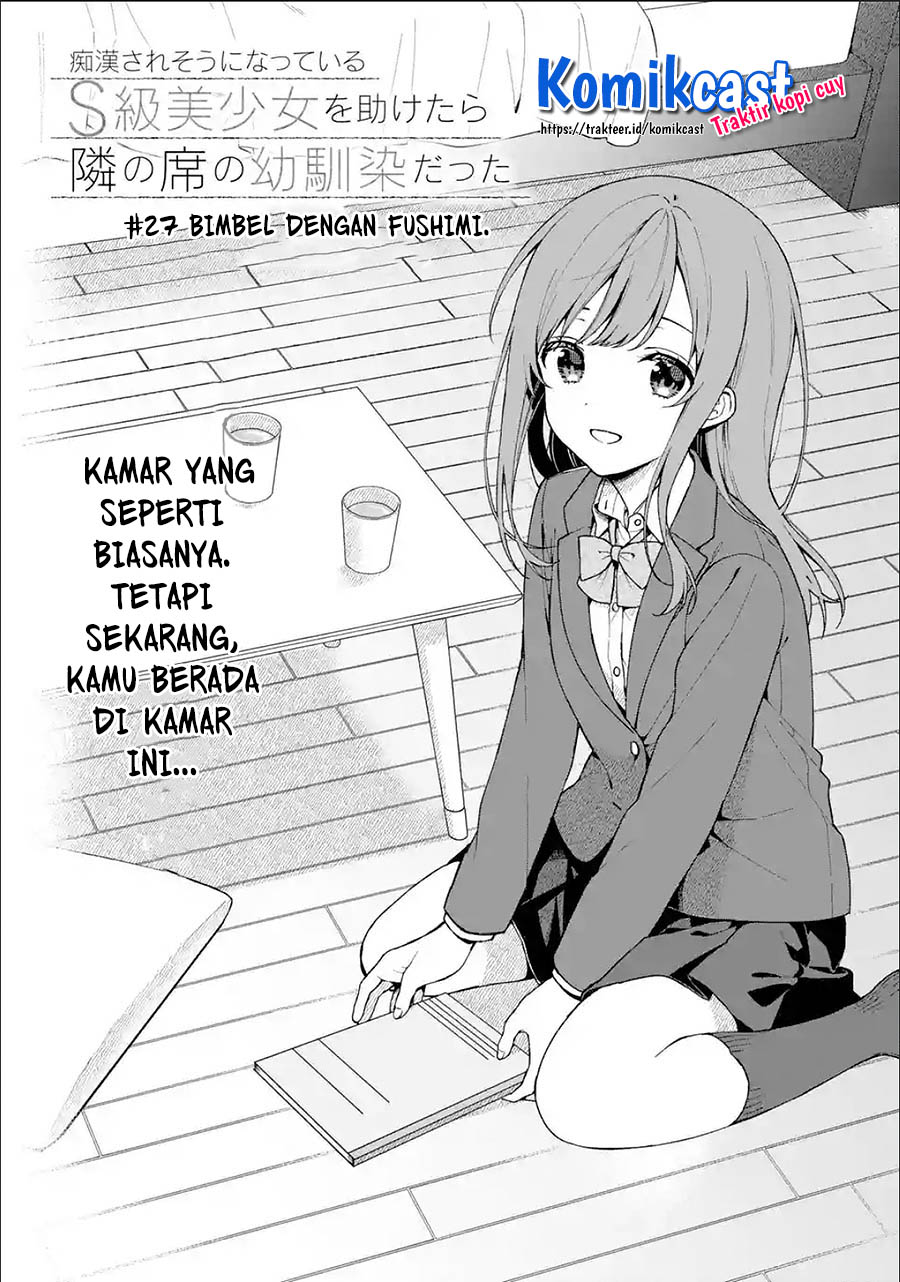 痴漢されそうになっている
S級美少女を助けたら
隣の席の幼馴染だった
Komikcast
https://trakteer.id/komikcast
Traktir kopi cuy
#27 BIMBEL DENGAN FUSHIMI.
KAMAR YANG
SEPERTI
BIASANYA.
TETAPI
SEKARANG,
KAMU BERADA
DI KAMAR
INI...